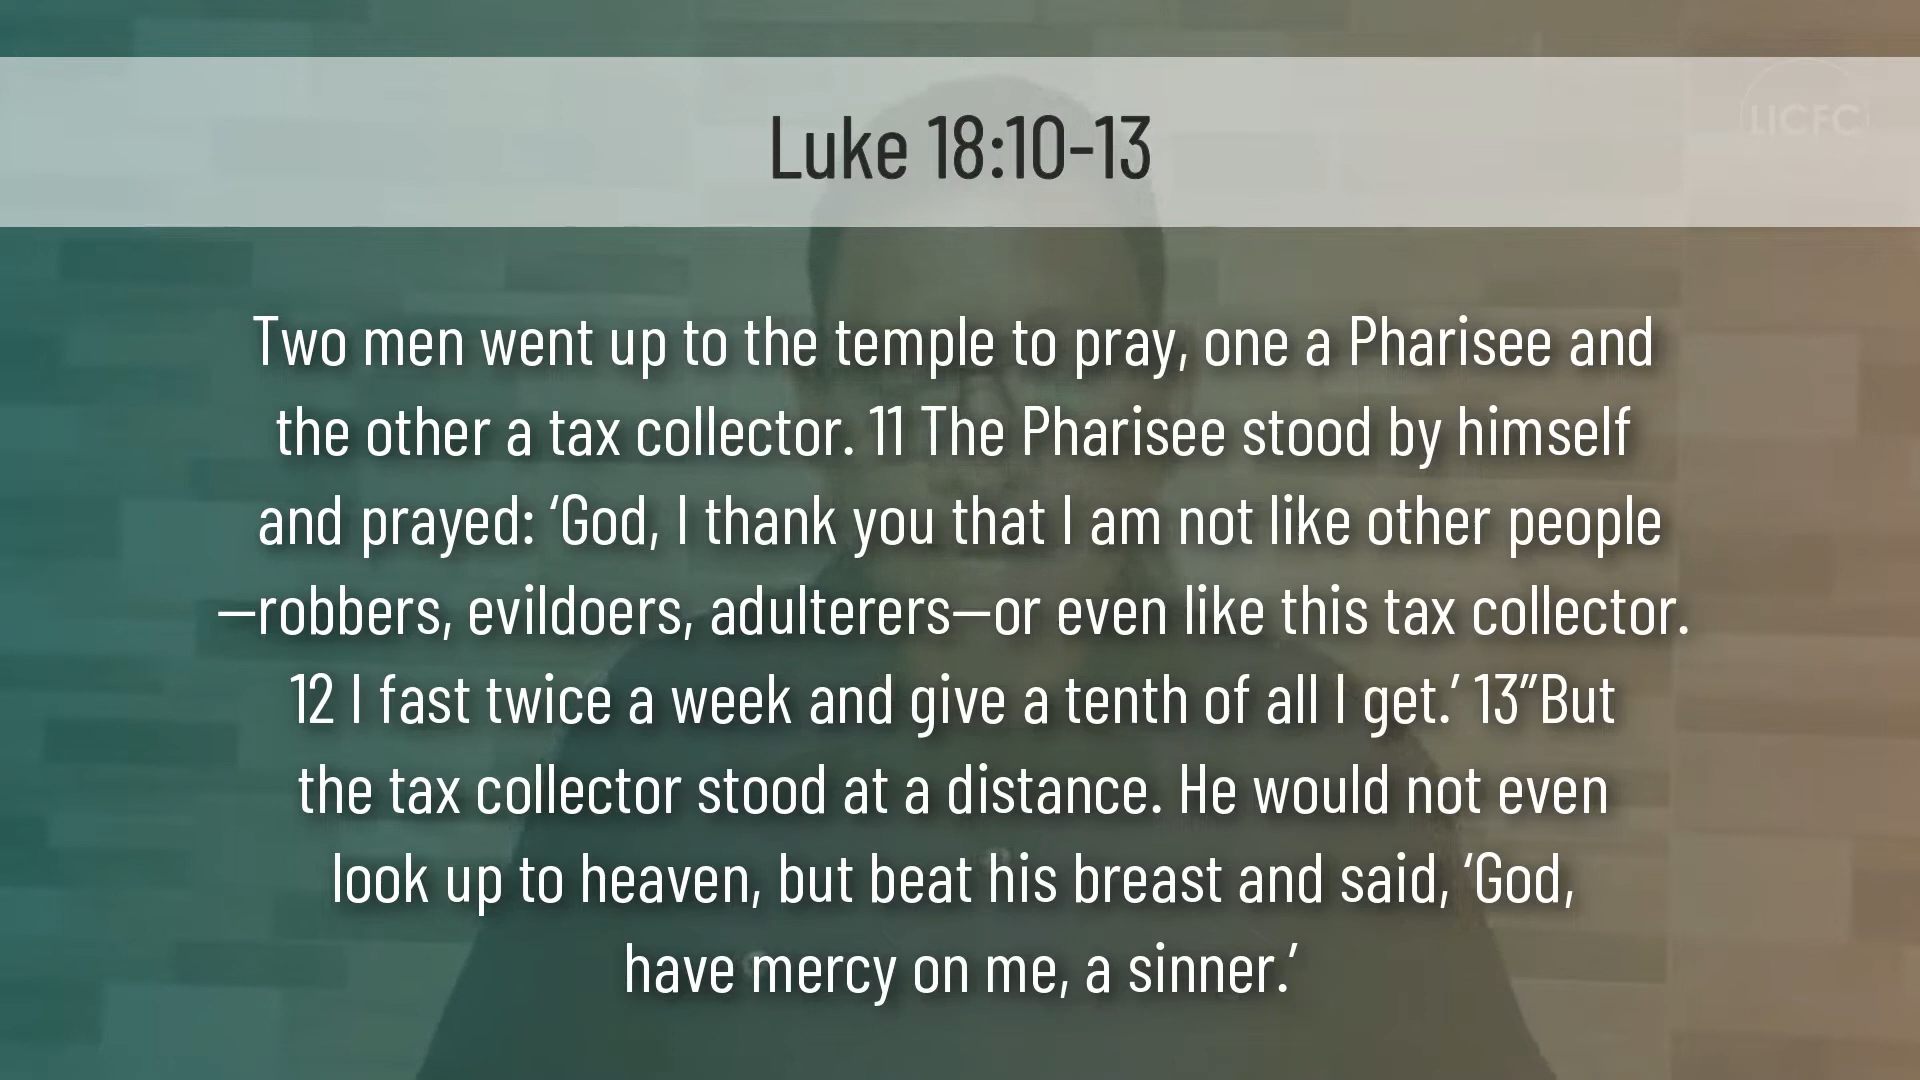 LICFC
Luke 18:10-13
Two men went up to the temple to pray, one a Pharisee and
the other a tax collector. 11 The Pharisee stood by himself
and prayed: ‘God, I thank you that I am not like other people
—robbers, evildoers, adulterers—or even like this tax collector.
12 I fast twice a week and give a tenth of all I get.’ 13”But
the tax collector stood at a distance. He would not even
look up to heaven, but beat his breast and said, ‘God,
have mercy on me, a sinner.’